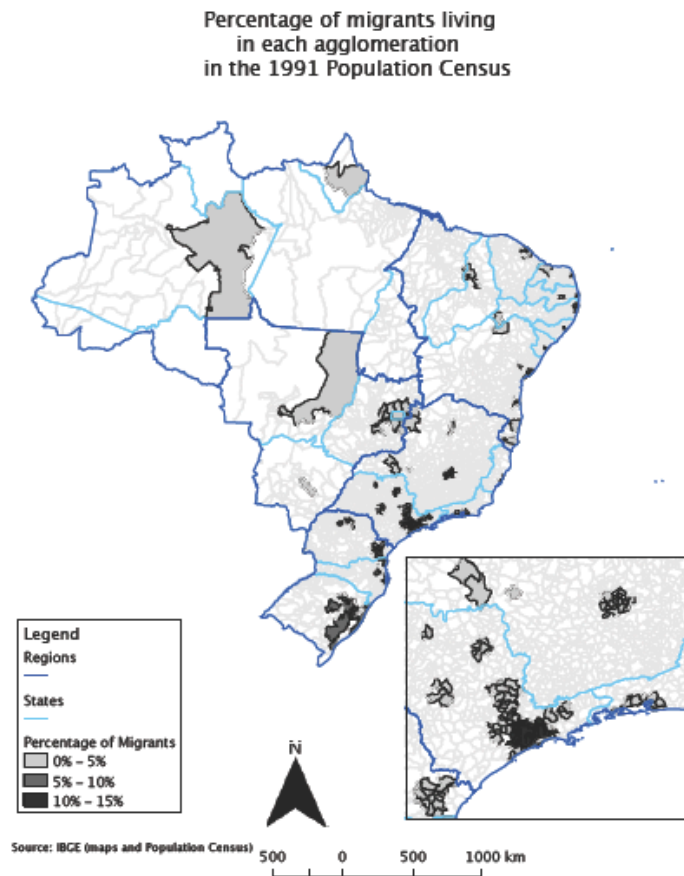 Percentage of migrants living
in each agglomeration
in the 1991 Population Census
Legend
Regions
States
Percentage of Migrants
0% - 5%
5% - 10%
10% - 15%
N
Source: IBGE (maps and Population Census)
500 0 500 1000 km